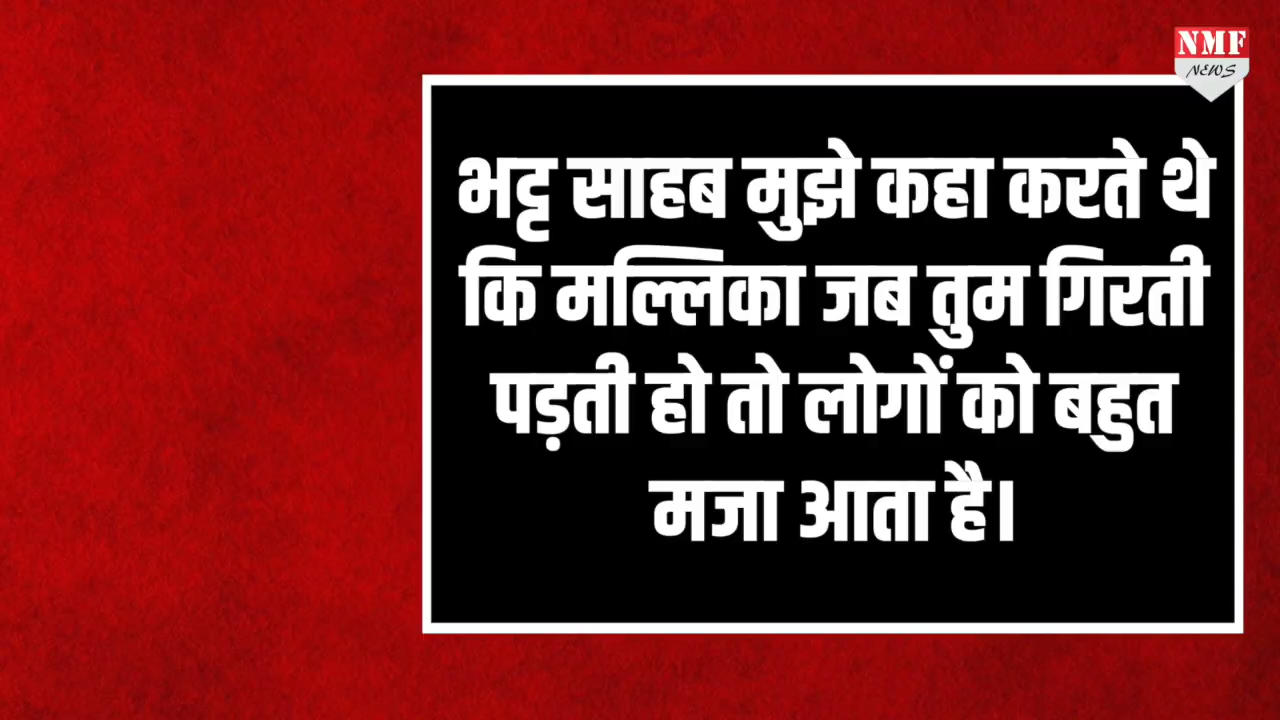 NMF
NEWS
भट्ट साहब मुझे कहा करते थे
कि मल्लिका जब तुम गिरती
पड़ती हो तो लोगों को बहुत
मजा आता है।